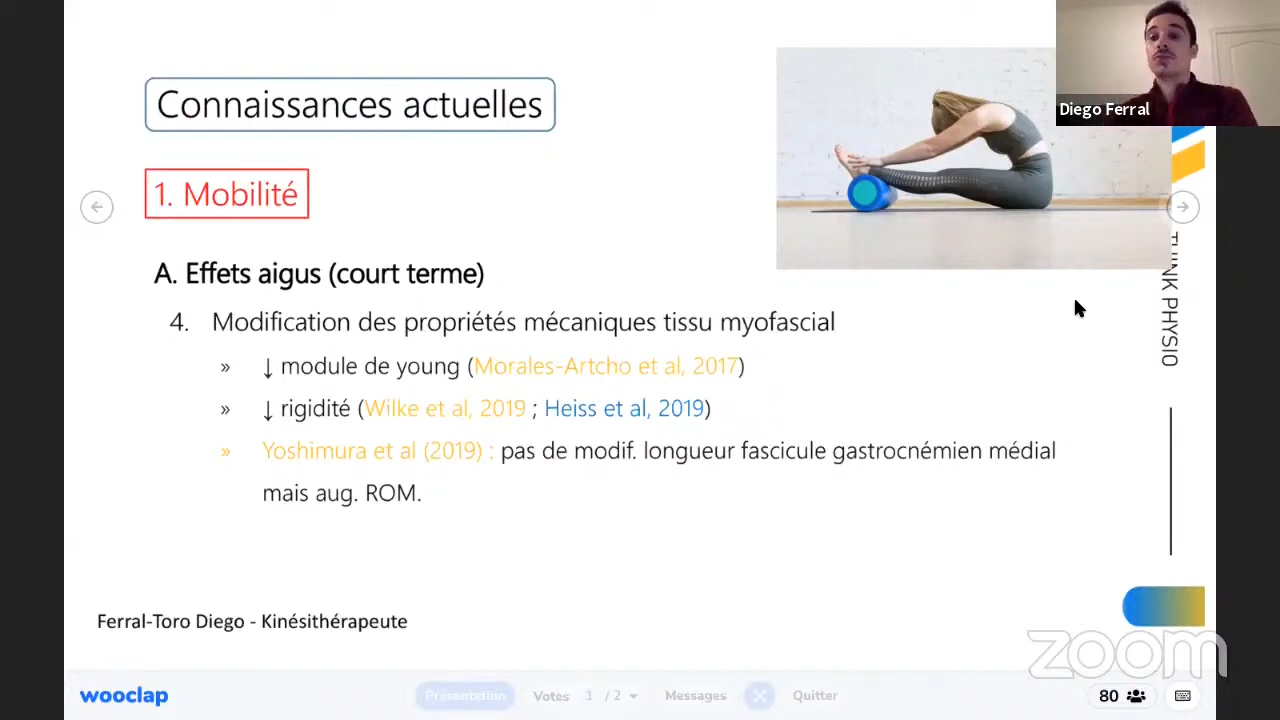 Connaissances actuelles
Diego Ferral
1. Mobilité
A. Effets aigus (court terme)
4. Modification des propriétés mécaniques tissu myofascial
» ↓ module de young (Morales-Artcho et al, 2017)
» ↓ rigidité (Wilke et al, 2019 ; Heiss et al, 2019)
» Yoshimura et al (2019) : pas de modif. longueur fascicule gastrocnémien médial
mais aug. ROM.
THINK PHYSIO
Ferral-Toro Diego - Kinésithérapeute
zoom
wooclap
Présentation
Votes 1 / 2
Messages
Quitter
80